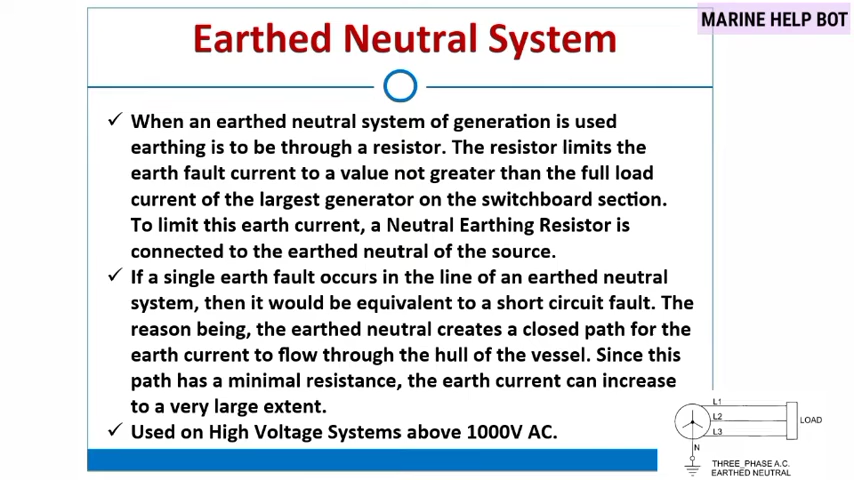 MARINE HELP BOT
Earthed Neutral System
✓ When an earthed neutral system of generation is used
earthing is to be through a resistor. The resistor limits the
earth fault current to a value not greater than the full load
current of the largest generator on the switchboard section.
To limit this earth current, a Neutral Earthing Resistor is
connected to the earthed neutral of the source.
✓ If a single earth fault occurs in the line of an earthed neutral
system, then it would be equivalent to a short circuit fault. The
reason being, the earthed neutral creates a closed path for the
earth current to flow through the hull of the vessel. Since this
path has a minimal resistance, the earth current can increase
to a very large extent.
✓ Used on High Voltage Systems above 1000V AC.
L1
L2
L3
LOAD
N
THREE_PHASE A.C.
EARTHED NEUTRAL